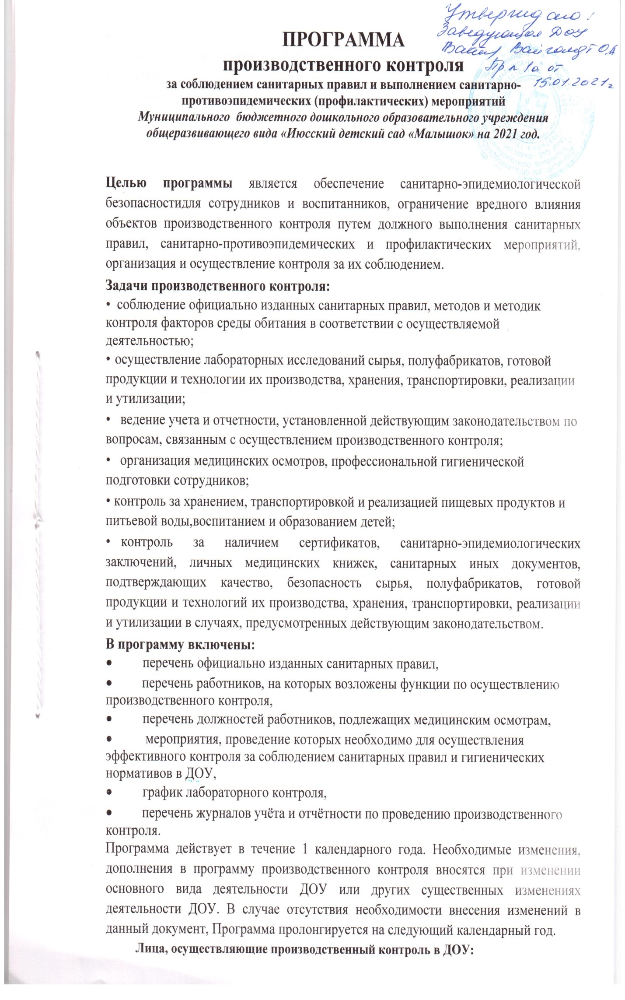 Утверждаю!
Заведующая ДОУ
Вайгандт О.А
Пр № 1а от
15.01.2021г
ПРОГРАММА
производственного контроля
за соблюдением санитарных правил и выполнением санитарно-
противоэпидемических (профилактических) мероприятий
Муниципального бюджетного дошкольного образовательного учреждения
общеразвивающего вида «Июсский детский сад «Малышок» на 2021 год.
Целью программы является обеспечение санитарно-эпидемиологической
безопасностидля сотрудников и воспитанников, ограничение вредного влияния
объектов производственного контроля путем должного выполнения санитарных
правил, санитарно-противоэпидемических и профилактических мероприятий,
организация и осуществление контроля за их соблюдением.
Задачи производственного контроля:
• соблюдение официально изданных санитарных правил, методов и методик
контроля факторов среды обитания в соответствии с осуществляемой
деятельностью;
• осуществление лабораторных исследований сырья, полуфабрикатов, готовой
продукции и технологии их производства, хранения, транспортировки, реализации
и утилизации;
• ведение учета и отчетности, установленной действующим законодательством по
вопросам, связанным с осуществлением производственного контроля;
• организация медицинских осмотров, профессиональной гигиенической
подготовки сотрудников;
• контроль за хранением, транспортировкой и реализацией пищевых продуктов и
питьевой воды,воспитанием и образованием детей;
• контроль за наличием сертификатов, санитарно-эпидемиологических
заключений, личных медицинских книжек, санитарных иных документов,
подтверждающих качество, безопасность сырья, полуфабрикатов, готовой
продукции и технологий их производства, хранения, транспортировки, реализации
и утилизации в случаях, предусмотренных действующим законодательством.
В программу включены:
• перечень официально изданных санитарных правил,
• перечень работников, на которых возложены функции по осуществлению
производственного контроля,
• перечень должностей работников, подлежащих медицинским осмотрам,
• мероприятия, проведение которых необходимо для осуществления
эффективного контроля за соблюдением санитарных правил и гигиенических
нормативов в ДОУ,
• график лабораторного контроля,
• перечень журналов учёта и отчётности по проведению производственного
контроля.
Программа действует в течение 1 календарного года. Необходимые изменения,
дополнения в программу производственного контроля вносятся при изменении
основного вида деятельности ДОУ или других существенных изменениях
деятельности ДОУ. В случае отсутствия необходимости внесения изменений в
данный документ, Программа пролонгируется на следующий календарный год.
Лица, осуществляющие производственный контроль в ДОУ: